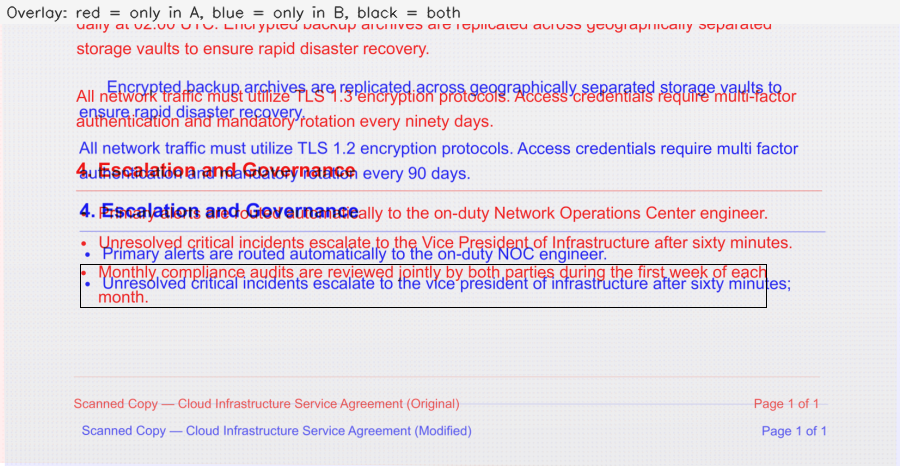 Overlay: red = only in A, blue = only in B, black = both
daily at 02:00 UTC. Encrypted backup archives are replicated across geographically separated
storage vaults to ensure rapid disaster recovery.
Encrypted backup archives are replicated across geographically separated storage vaults to
All network traffic must utilize TLS 1.3 encryption protocols. Access credentials require multi-factor
ensure rapid disaster recovery.
authentication and mandatory rotation every ninety days.
All network traffic must utilize TLS 1.2 encryption protocols. Access credentials require multi factor
4. Escalation and Governance
authentication and mandatory rotation every 90 days.
4. Escalation and Governance
• Primary alerts are routed automatically to the on-duty Network Operations Center engineer.
• Unresolved critical incidents escalate to the Vice President of Infrastructure after sixty minutes.
• Primary alerts are routed automatically to the on-duty NOC engineer.
• Monthly compliance audits are reviewed jointly by both parties during the first week of each
• Unresolved critical incidents escalate to the vice president of infrastructure after sixty minutes;
month.
Scanned Copy — Cloud Infrastructure Service Agreement (Original) Page 1 of 1
Scanned Copy — Cloud Infrastructure Service Agreement (Modified) Page 1 of 1